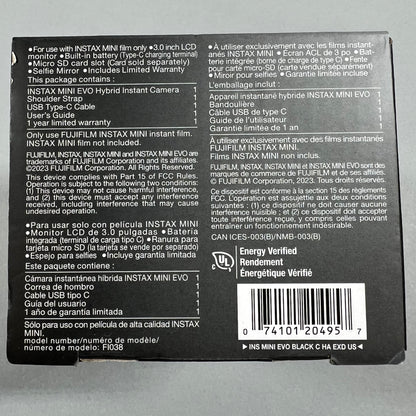 •For use with INSTAX MINI film only •3.0 inch LCD
monitor •Built-in battery (Type-C charging terminal)
•Micro SD card slot (Card sold separately)
•Selfie Mirror •Includes Limited Warranty
This package contains :
INSTAX MINI EVO Hybrid Instant Camera 1
Shoulder Strap 1
USB Type-C Cable 1
User's Guide 1
1 year limited warranty 1
Only use FUJIFILM INSTAX MINI instant film.
INSTAX MINI film not included.
FUJIFILM, INSTAX, INSTAX MINI and INSTAX MINI EVO are
trademarks of FUJIFILM Corporation and its affiliates.
©2023 FUJIFILM Corporation. All Rights Reserved.
This device complies with Part 15 of FCC Rules.
Operation is subject to the following two conditions:
(1) This device may not cause harmful interference,
and (2) this device must accept any interference
received, including interference that may cause
undesired operation.
•Para usar solo con película INSTAX MINI
•Monitor LCD de 3.0 pulgadas •Batería
integrada (terminal de carga tipo C) •Ranura para
tarjeta micro SD (la tarjeta se vende por separado)
•Espejo para selfies •Incluye garantía limitada
Este paquete contiene :
Cámara instantánea híbrida INSTAX MINI EVO 1
Correa de hombro 1
Cable USB tipo C 1
Guía del usuario 1
1 año de garantía limitada 1
Sólo para uso con película de alta calidad INSTAX
MINI.
model number/numéro de modèle/
número de modelo: FI038
•À utiliser exclusivement avec les films instant-
anés INSTAX MINI •Écran ACL de 3 po •Bat-
terie intégrée (borne de charge de type C) •Fente
pour carte micro-SD (carte vendue séparément)
•Miroir pour selfies •Garantie limitée incluse
L'emballage inclut :
Appareil instantané hybride INSTAX MINI EVO 1
Bandoulière 1
Câble USB de type C 1
Guide de l'utilisateur 1
Garantie limitée de 1 an 1
À utiliser exclusivement avec des films instantanés
FUJIFILM INSTAX MINI.
Films INSTAX MINI non inclus.
FUJIFILM, INSTAX, INSTAX MINI et INSTAX MINI EVO sont des
marques de commerce de FUJIFILM Corporation et de ses affiliés.
© FUJIFILM Corporation, 2023. Tous droits réservés.
Ce dispositif est conforme à la section 15 des règlements
FCC. L'opération est assujettie aux deux conditions
suivantes : (1) ce dispositif ne doit causer aucune
interférence nuisible; et (2) ce dispositif doit accepter
toute interférence reçue, y compris celles pouvant
entraîner un fonctionnement indésirable.
CAN ICES-003(B)/NMB-003(B)
C UL US
Energy Verified
Rendement
Énergétique Vérifié
0 74101 20495 7
▶ INS MINI EVO BLACK C HA EXD US ◀